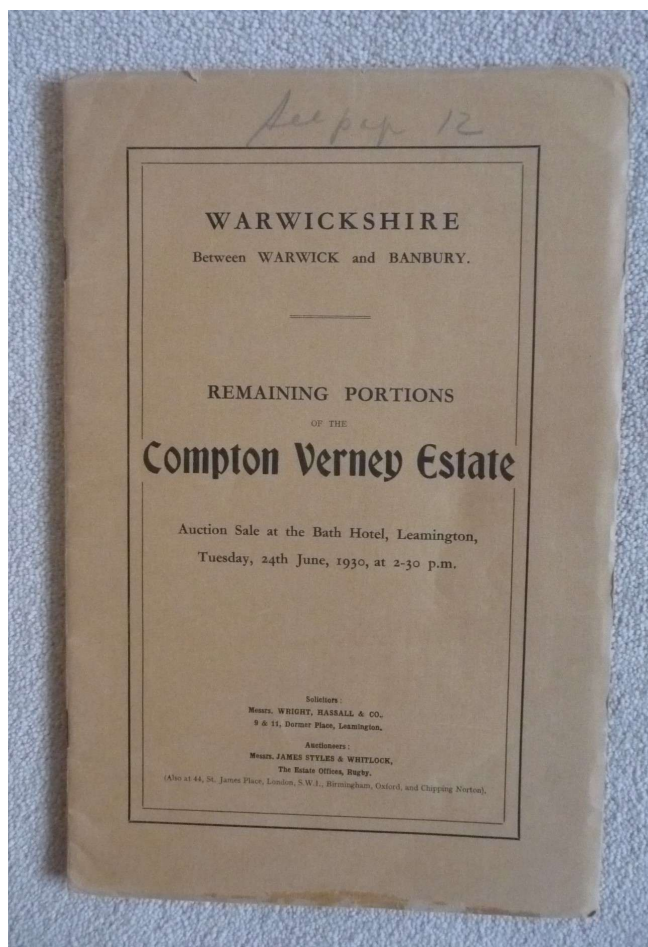 See page 12
WARWICKSHIRE
Between WARWICK and BANBURY.
REMAINING PORTIONS
OF THE
Compton Verney Estate
Auction Sale at the Bath Hotel, Leamington,
Tuesday, 24th June, 1930, at 2-30 p.m.
Solicitors :
Messrs. WRIGHT, HASSALL & CO.,
9 & 11, Dormer Place, Leamington.
Auctioneers :
Messrs. JAMES STYLES & WHITLOCK,
The Estate Offices, Rugby.
(Also at 44, St. James Place, London, S.W.1., Birmingham, Oxford, and Chipping Norton).